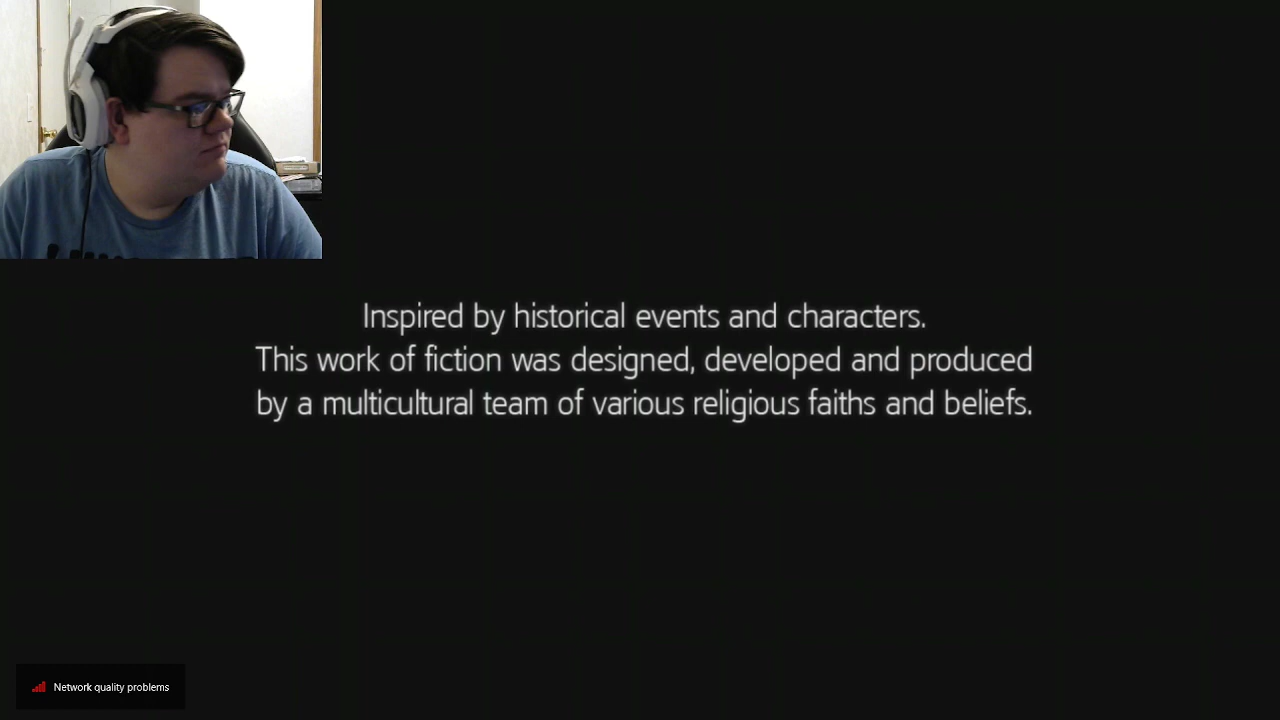 Inspired by historical events and characters.
This work of fiction was designed, developed and produced
by a multicultural team of various religious faiths and beliefs.
Network quality problems